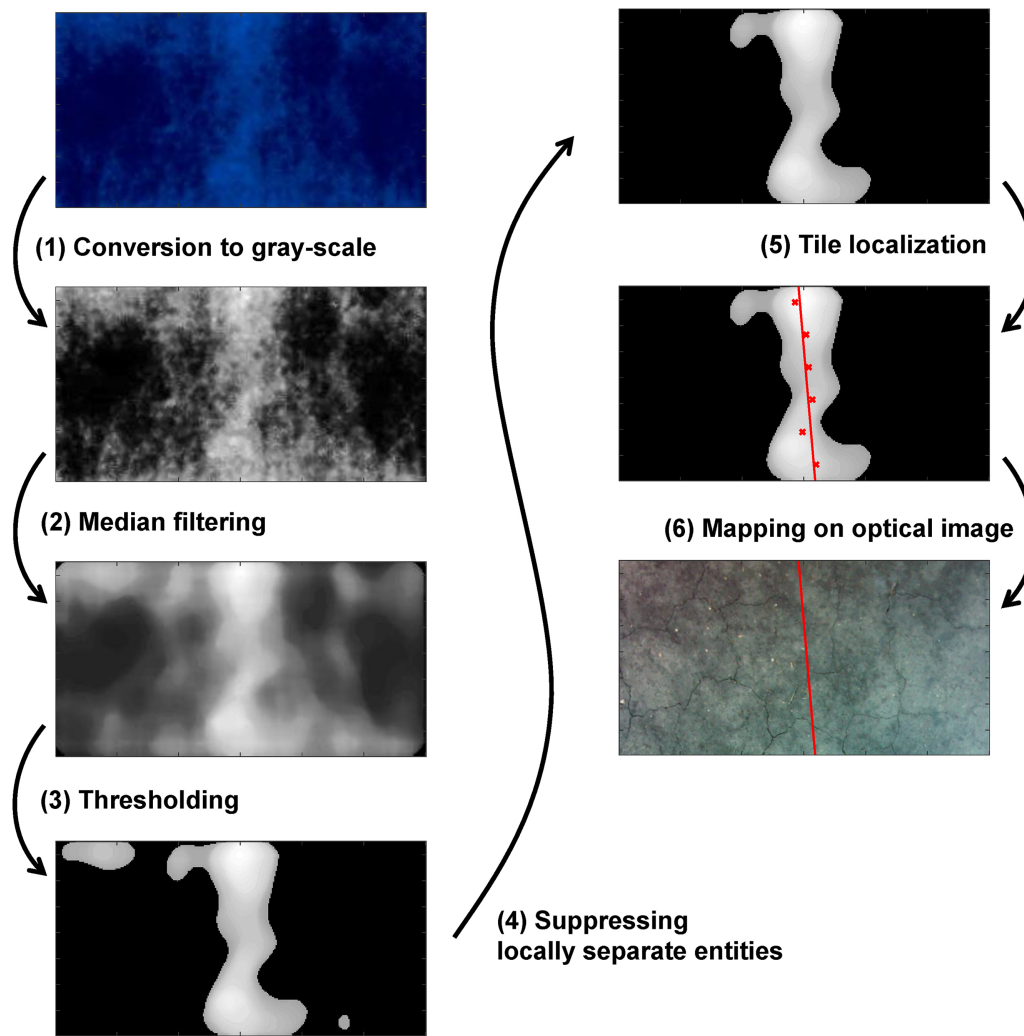 (1) Conversion to gray-scale
(2) Median filtering
(3) Thresholding
(4) Suppressing
locally separate entities
(5) Tile localization
(6) Mapping on optical image